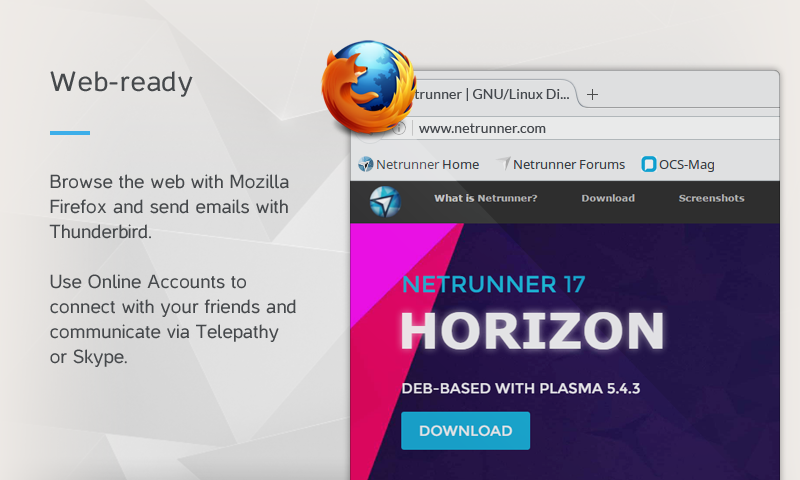 Web-ready
Browse the web with Mozilla
Firefox and send emails with
Thunderbird.
Use Online Accounts to
connect with your friends and
communicate via Telepathy
or Skype.
trunner | GNU/Linux Di...
www.netrunner.com
Netrunner Home Netrunner Forums OCS-Mag
What is Netrunner? Download Screenshots
NETRUNNER 17
HORIZON
DEB-BASED WITH PLASMA 5.4.3
DOWNLOAD